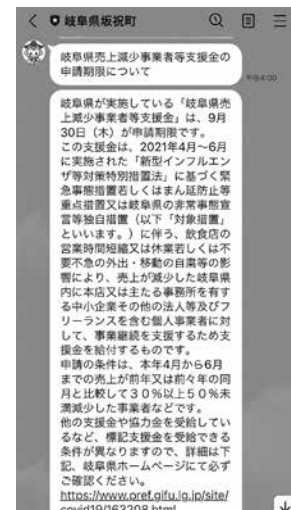 岐阜県坂祝町
岐阜県売上減少事業者等支援金の
申請期限について
午後4:00
岐阜県が実施している「岐阜県売
上減少事業者等支援金」は、9月
30日(木)が申請期限です。
この支援金は、2021年4月〜6月
に実施された「新型インフルエン
ザ等対策特別措置法」に基づく緊
急事態措置若しくはまん延防止等
重点措置又は岐阜県の非常事態宣
言等独自措置(以下「対象措置」
といいます。)に伴う、飲食店の
営業時間短縮又は休業若しくは不
要不急の外出・移動の自粛等の影
響により、売上が減少した岐阜県
内に本店又は主たる事務所を有す
る中小企業その他の法人等及びフ
リーランスを含む個人事業者に対
して、事業継続を支援するため支
援金を給付するものです。
申請の条件は、本年4月から6月
までの売上が前年又は前々年の同
月と比較して30%以上50%未
満減少した事業者などです。
他の支援金や協力金を受給してい
るなど、標記支援金を受給できる
条件が異なりますので、詳細は下
記、岐阜県ホームページにて必ず
ご確認ください。
https://www.pref.gifu.lg.jp/site/
covid19/163208.html